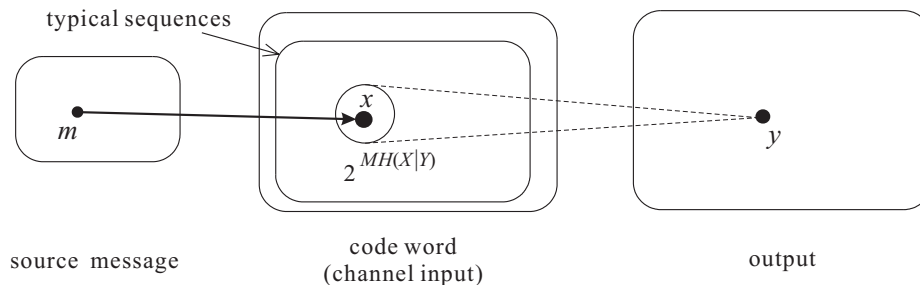 typical sequences
m
x
2^{MH(X|Y)}
y
source message
code word
(channel input)
output